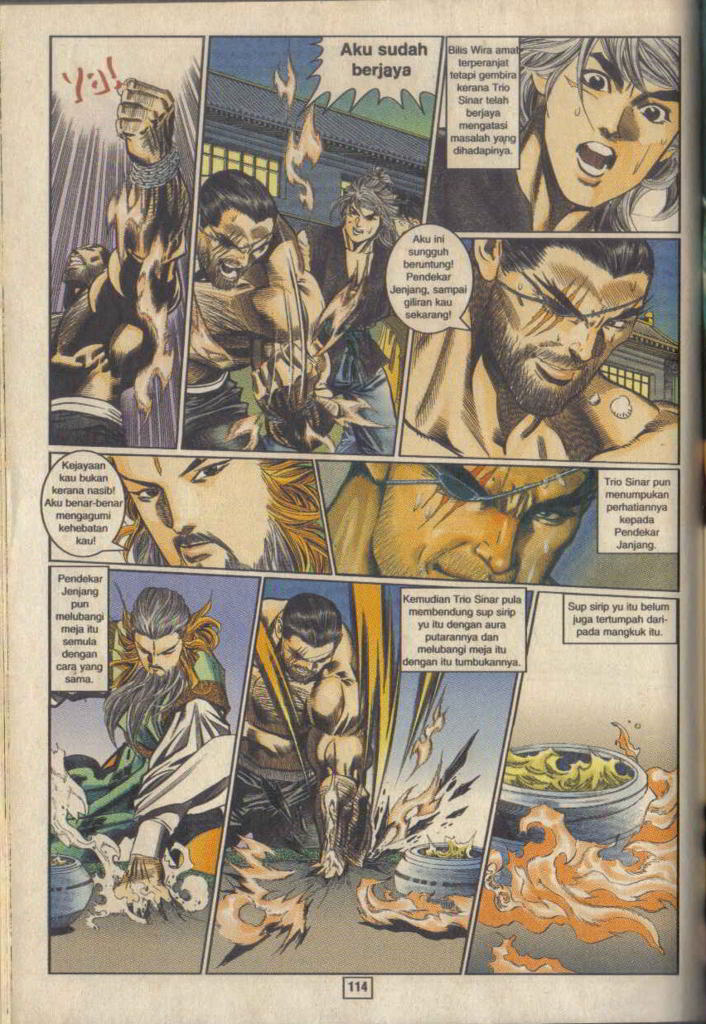 YA!
Aku sudah
berjaya
Bilis Wira amat
terperanjat
tetapi gembira
kerana Trio
Sinar telah
berjaya
mengatasi
masalah yang
dihadapinya.
Aku ini
sungguh
beruntung!
Pendekar
Jenjang, sampai
giliran kau
sekarang!
Kejayaan
kau bukan
kerana nasib!
Aku benar-benar
mengagumi
kehebatan
kau!
Trio Sinar pun
menumpukan
perhatiannya
kepada
Pendekar
Janjang.
Pendekar
Jenjang
pun
melubangi
meja itu
semula
dengan
cara yang
sama.
Kemudian Trio Sinar pula
membendung sup sirip
yu itu dengan aura
putarannya dan
melubangi meja itu
dengan itu tumbukannya.
Sup sirip yu itu belum
juga tertumpah dari-
pada mangkuk itu.
114